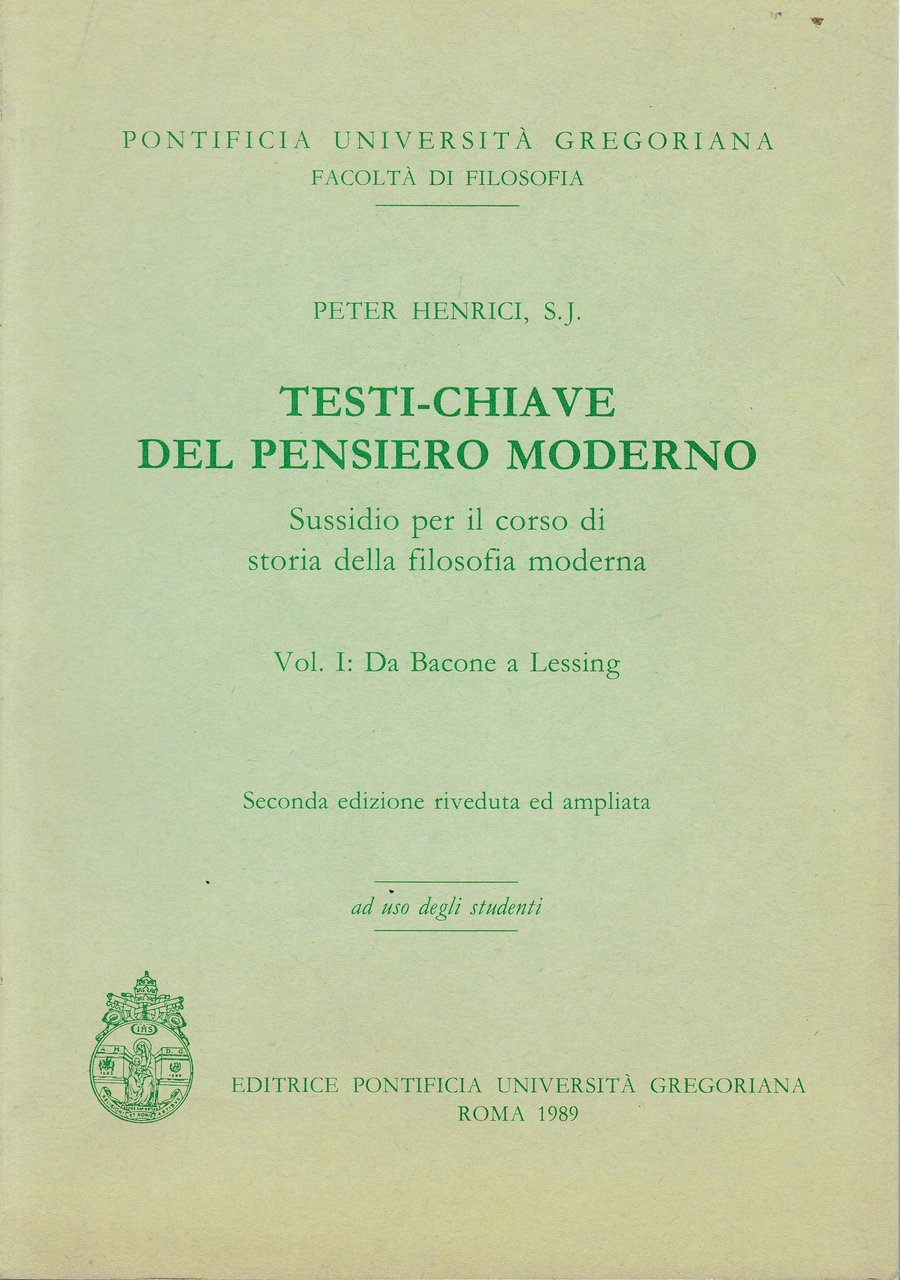 PONTIFICIA UNIVERSITÀ GREGORIANA
FACOLTÀ DI FILOSOFIA
PETER HENRICI, S.J.
TESTI-CHIAVE
DEL PENSIERO MODERNO
Sussidio per il corso di
storia della filosofia moderna
Vol. I: Da Bacone a Lessing
Seconda edizione riveduta ed ampliata
ad uso degli studenti
IHS
EDITRICE PONTIFICIA UNIVERSITÀ GREGORIANA
ROMA 1989